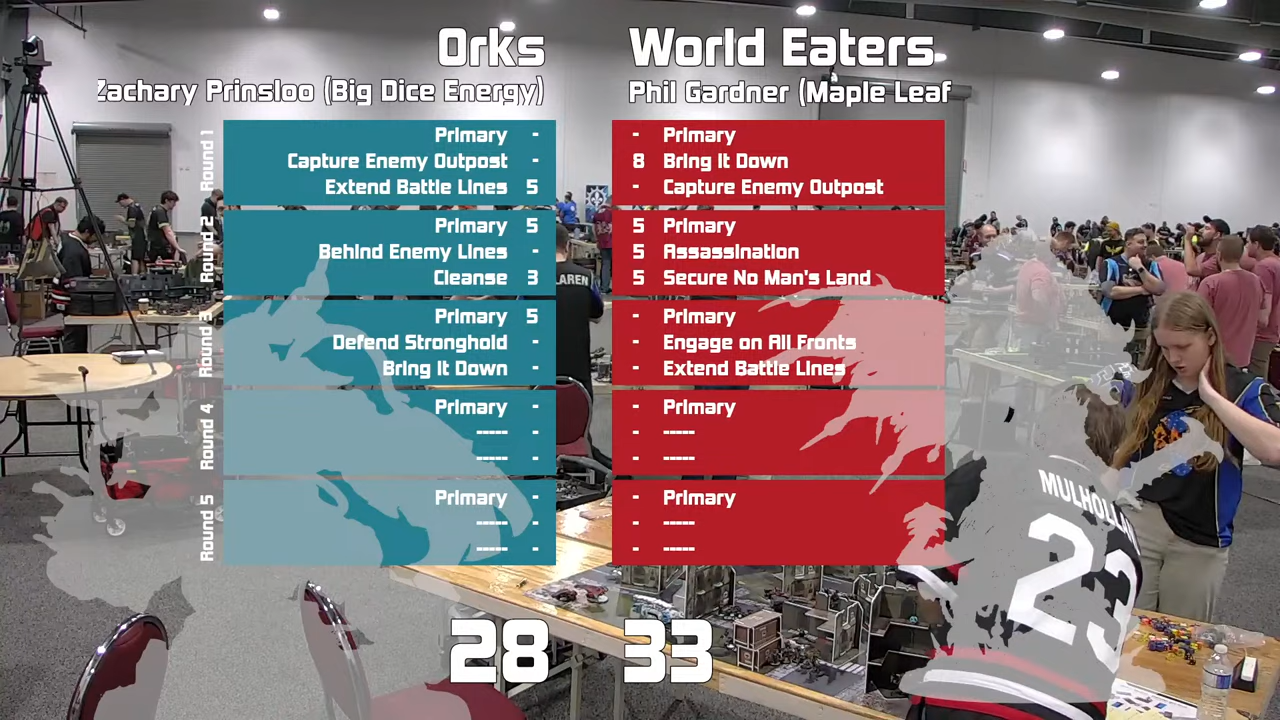 Orks
Zachary Prinsloo (Big Dice Energy)
Round 1
Primary -
Capture Enemy Outpost -
Extend Battle Lines 5
Round 2
Primary 5
Behind Enemy Lines -
Cleanse 3
Round 3
Primary 5
Defend Stronghold -
Bring It Down -
Round 4
Primary -
----- -
----- -
Round 5
Primary -
----- -
----- -
28
World Eaters
Phil Gardner (Maple Leaf
- Primary
8 Bring It Down
- Capture Enemy Outpost
5 Primary
5 Assassination
5 Secure No Man's Land
- Primary
- Engage on All Fronts
- Extend Battle Lines
- Primary
- -----
- -----
- Primary
- -----
- -----
33
LAREN
MULHOLLA
23